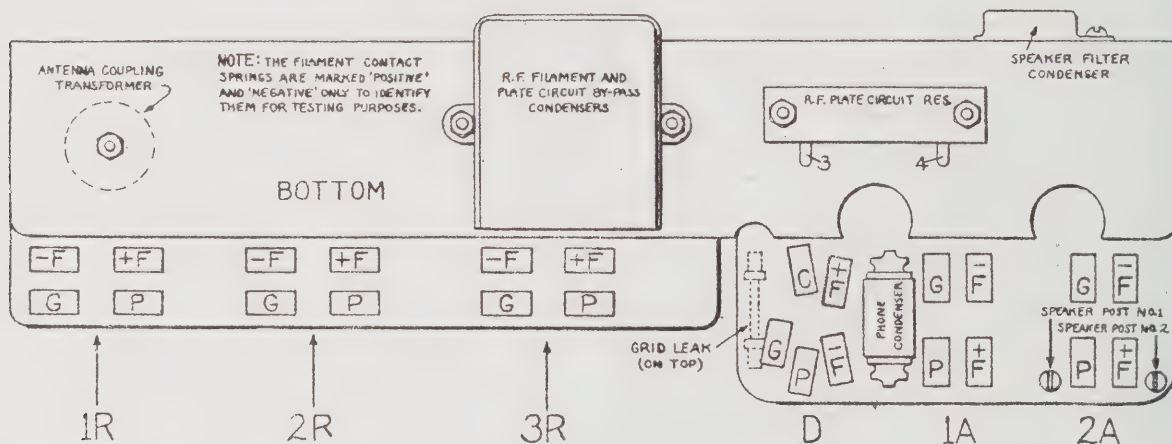 ANTENNA COUPLING
TRANSFORMER
NOTE: THE FILAMENT CONTACT
SPRINGS ARE MARKED 'POSITIVE'
AND 'NEGATIVE' ONLY TO IDENTIFY
THEM FOR TESTING PURPOSES.
R.F. FILAMENT AND
PLATE CIRCUIT BY-PASS
CONDENSERS
SPEAKER FILTER
CONDENSER
R.F. PLATE CIRCUIT RES.
3
4
BOTTOM
-F +F -F +F -F +F
G P G P G P
C +F
G -F
G -F
PHONE
CONDENSER
SPEAKER POST NO.1
SPEAKER POST NO.2
GRID LEAK
(ON TOP)
G P -F
P +F
P +F
1R 2R 3R D 1A 2A